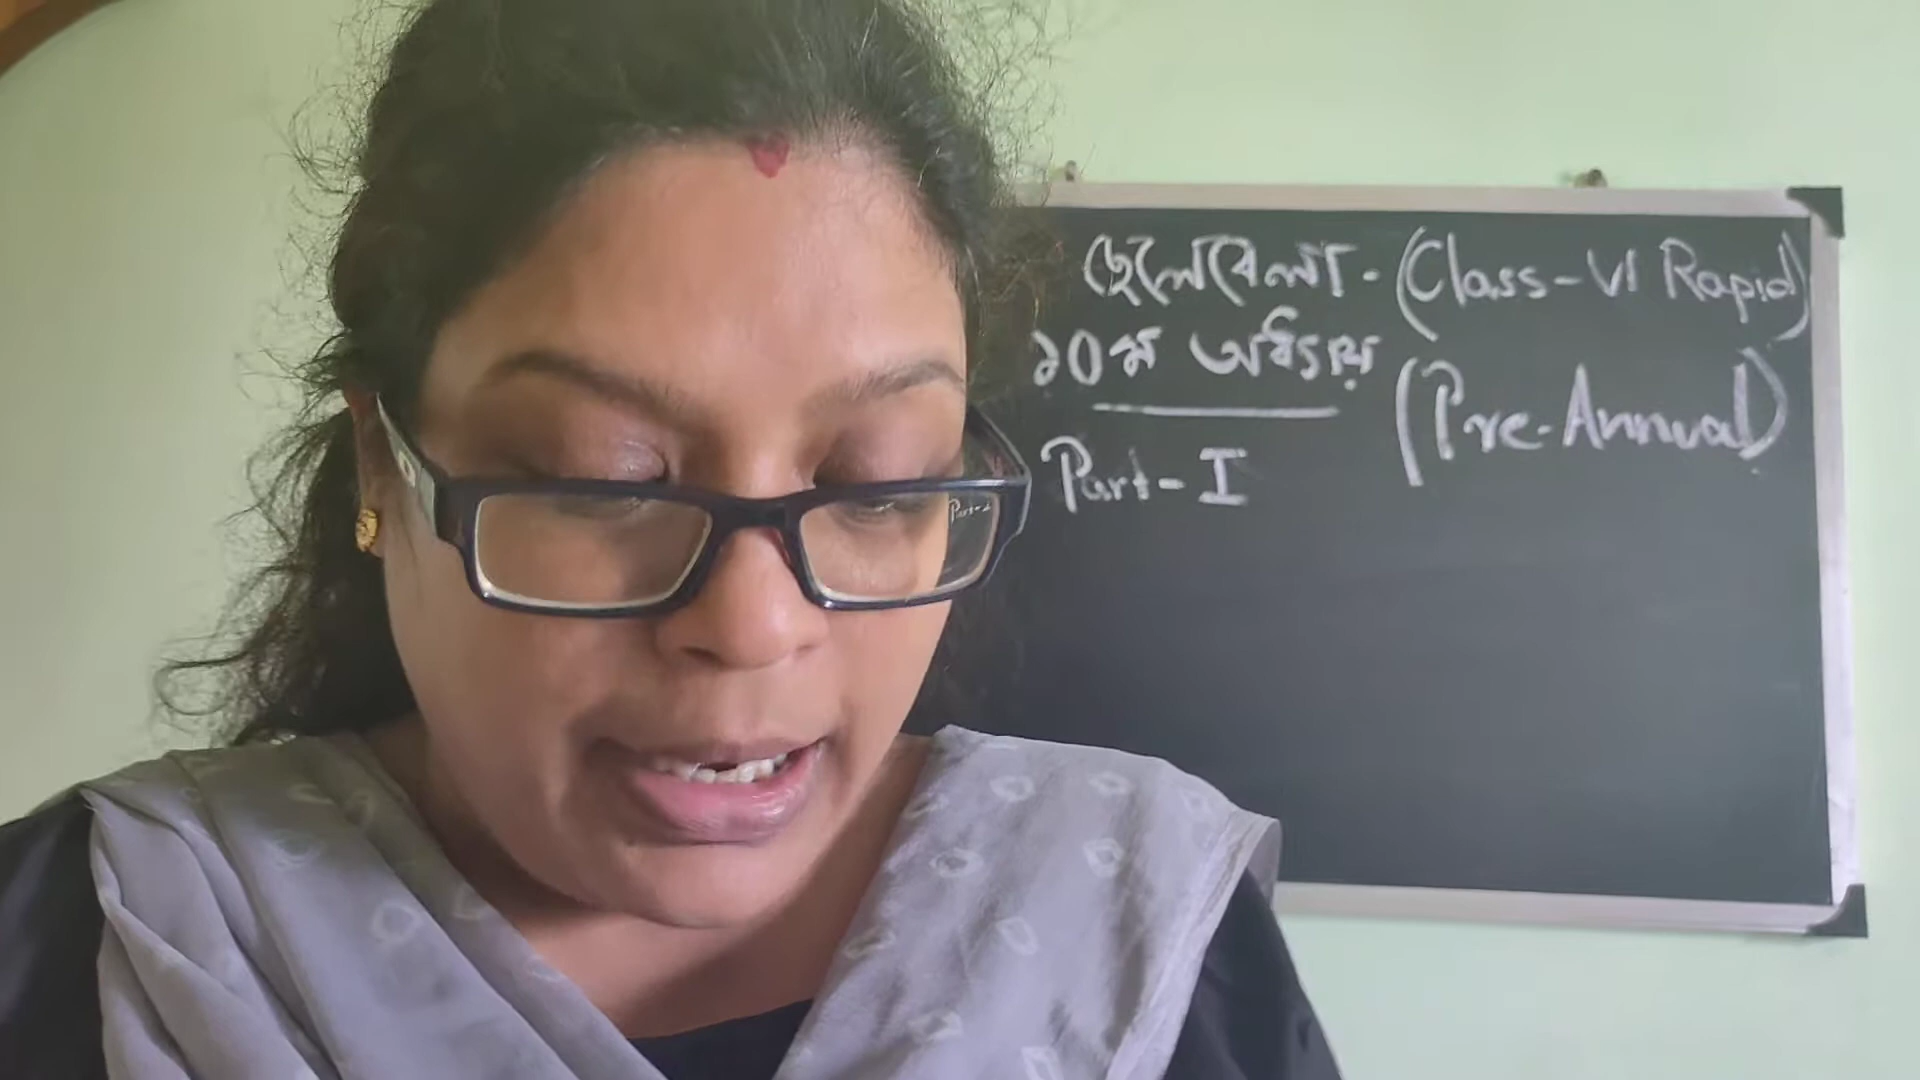 ছেলেবেলা - (Class-VI Rapid)
১০ম অধ্যায় (Pre-Annual)
Part-I